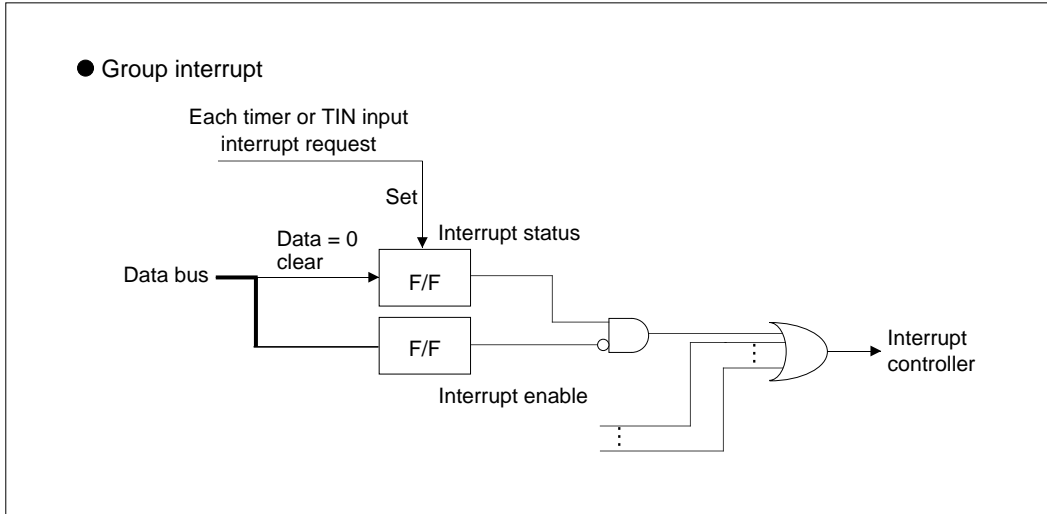 ● Group interrupt
Each timer or TIN input
interrupt request
Set
Interrupt status
Data = 0
clear
Data bus
F/F
F/F
Interrupt enable
Interrupt
controller